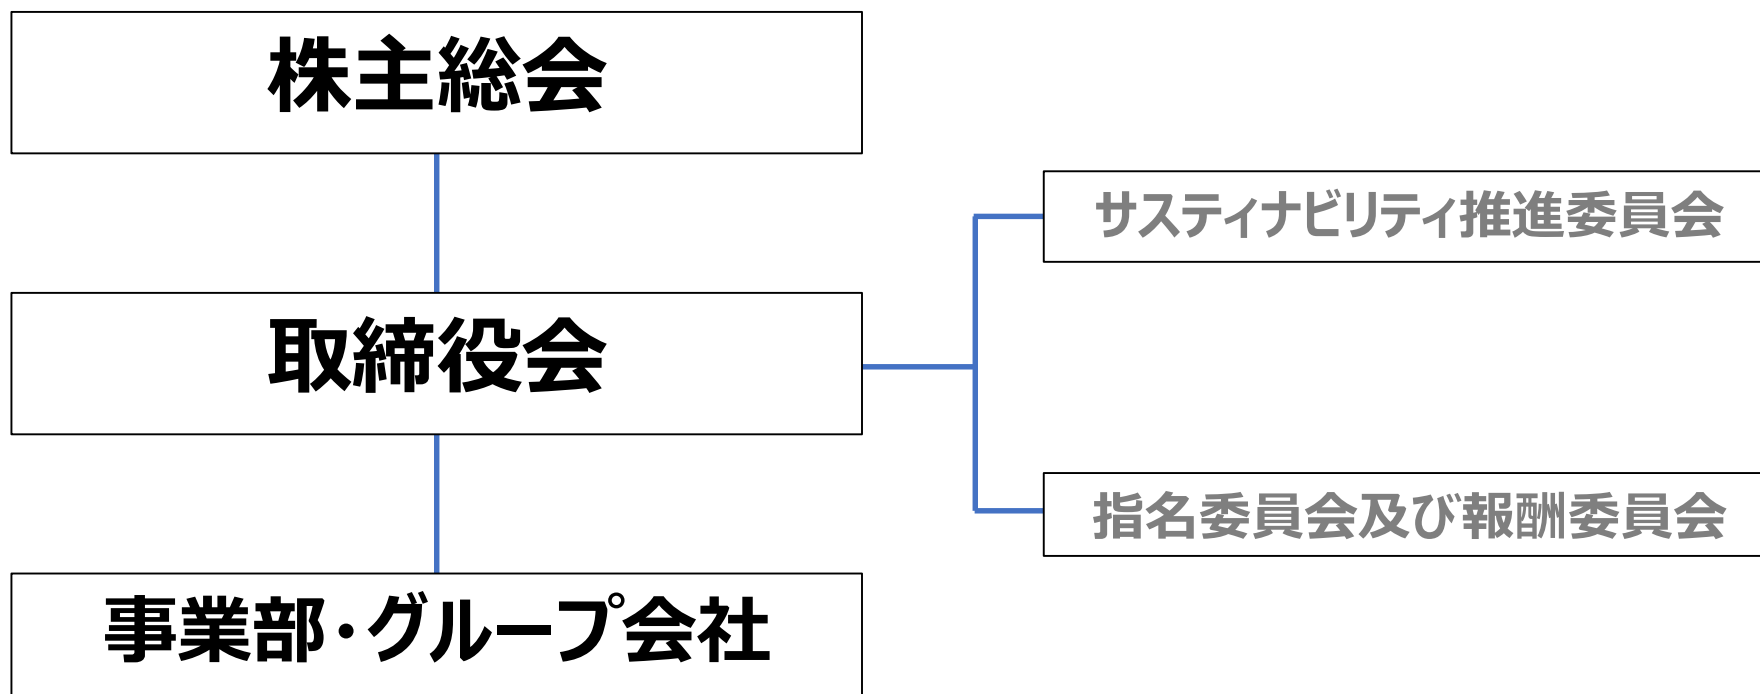 株主総会
サスティナビリティ推進委員会
取締役会
指名委員会及び報酬委員会
事業部・グループ会社